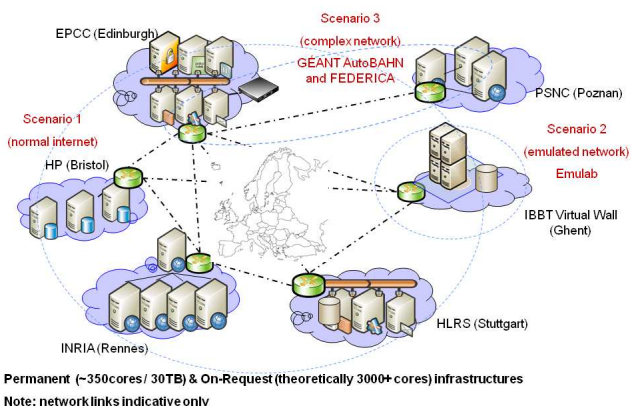 Scenario 3
(complex network)
GÉANT AutoBAHN
and FEDERICA
EPCC (Edinburgh)
PSNC (Poznan)
Scenario 1
(normal internet)
HP (Bristol)
Scenario 2
(emulated network)
Emulab
IBBT Virtual Wall
(Ghent)
INRIA (Rennes)
HLRS (Stuttgart)
Permanent (~350cores / 30TB) & On-Request (theoretically 3000+ cores) infrastructures
Note: network links indicative only